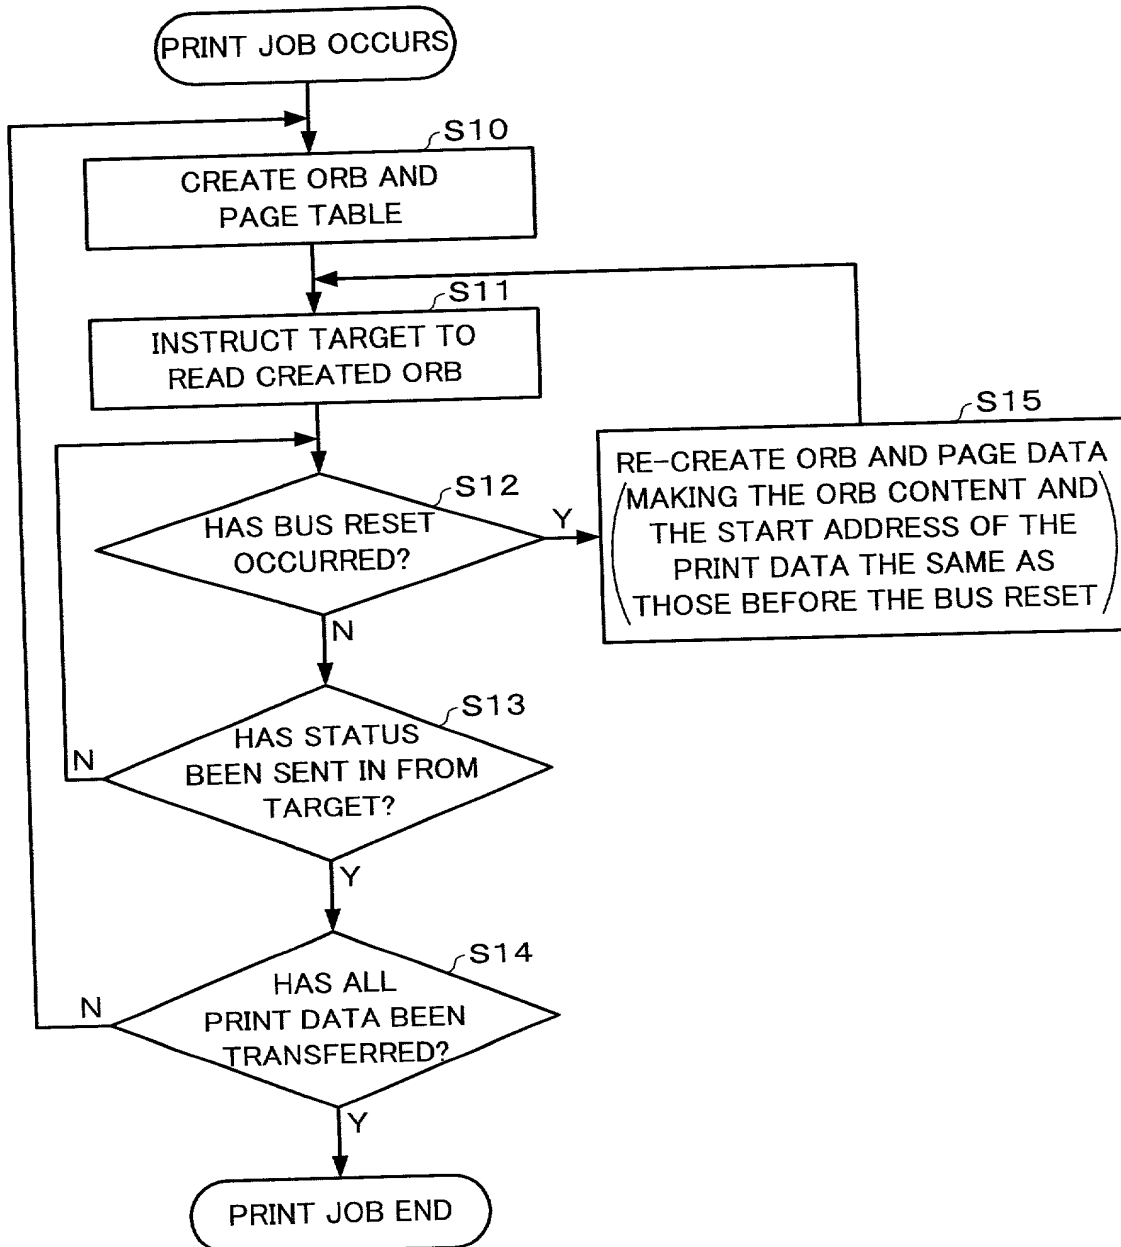 PRINT JOB OCCURS
S10
CREATE ORB AND
PAGE TABLE
S11
INSTRUCT TARGET TO
READ CREATED ORB
S15
RE-CREATE ORB AND PAGE DATA
(MAKING THE ORB CONTENT AND
THE START ADDRESS OF THE
PRINT DATA THE SAME AS
THOSE BEFORE THE BUS RESET)
S12
HAS BUS RESET
OCCURRED?
Y
N
S13
HAS STATUS
BEEN SENT IN FROM
TARGET?
N
Y
S14
HAS ALL
PRINT DATA BEEN
TRANSFERRED?
N
Y
PRINT JOB END